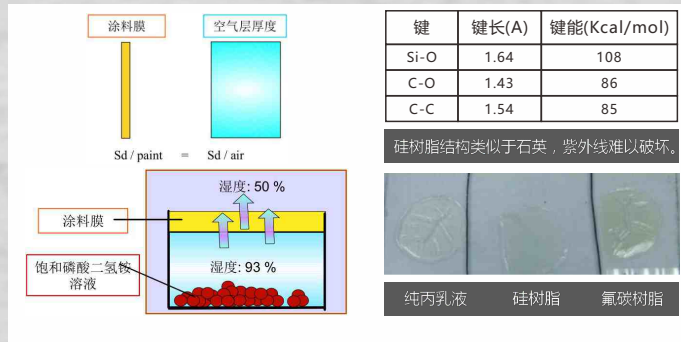 涂料膜
空气层厚度
Sd / paint = Sd / air
湿度: 50 %
涂料膜
湿度: 93 %
饱和磷酸二氢铵
溶液
键 键长(A) 键能(Kcal/mol)
Si-O 1.64 108
C-O 1.43 86
C-C 1.54 85
硅树脂结构类似于石英，紫外线难以破坏。
纯丙乳液 硅树脂 氟碳树脂